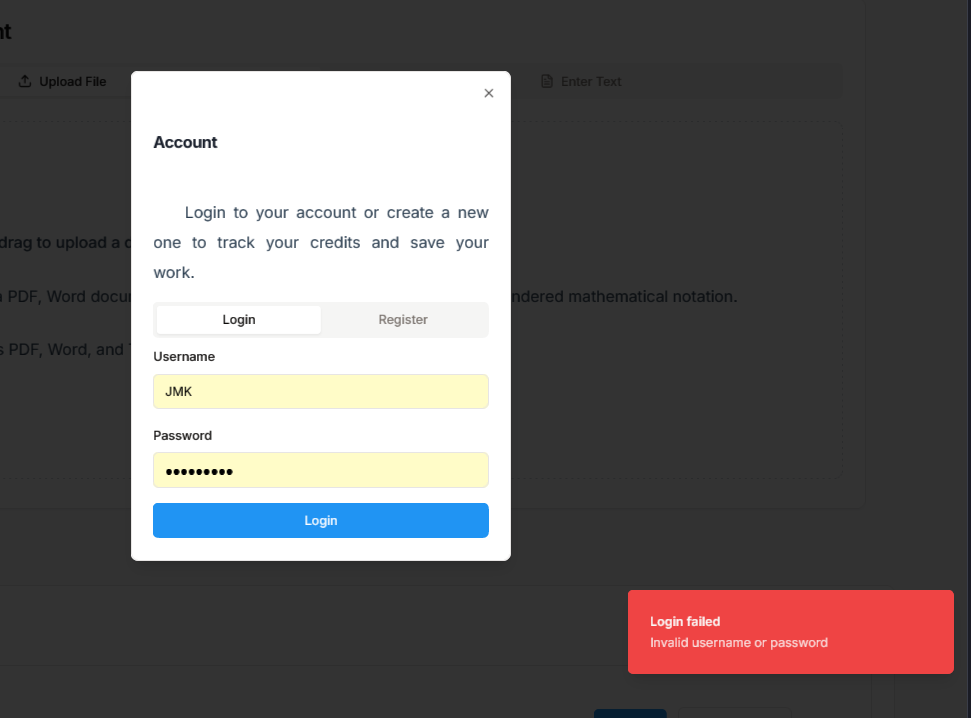 nt
Upload File
Enter Text
Account
Login to your account or create a new
one to track your credits and save your
work.
drag to upload a
PDF, Word
ndered mathematical notation.
PDF, Word, and
Login
Register
Username
JMK
Password
•••••••••
Login
Login failed
Invalid username or password